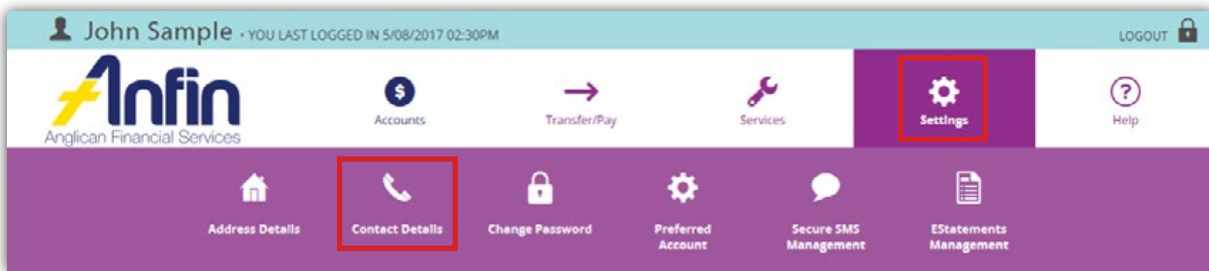 John Sample • YOU LAST LOGGED IN 5/08/2017 02:30PM
LOGOUT
Anfin
Anglican Financial Services
$
Accounts
Transfer/Pay
Services
Settings
?
Help
Address Details
Contact Details
Change Password
Preferred
Account
Secure SMS
Management
EStatements
Management